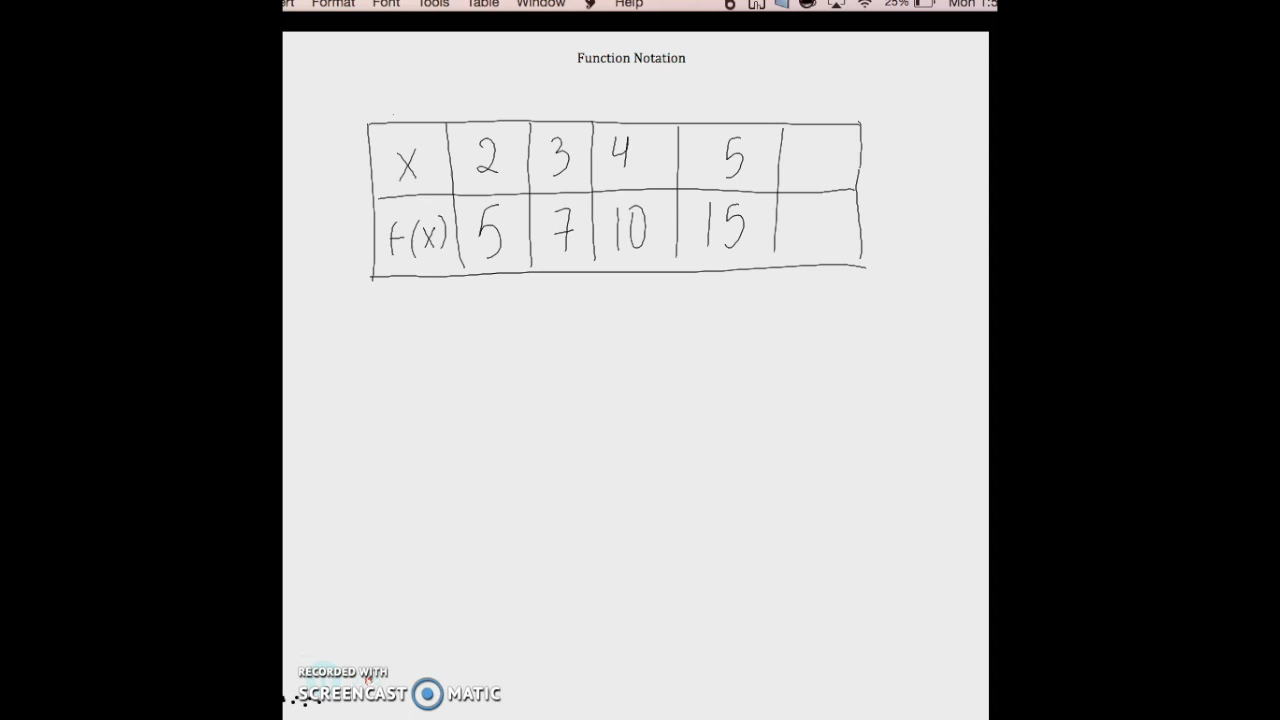 Format Font Tools Table Window Help 25% Mon
Function Notation
x 2 3 4 5
f(x) 5 7 10 15
RECORDED WITH
SCREENCAST MATIC